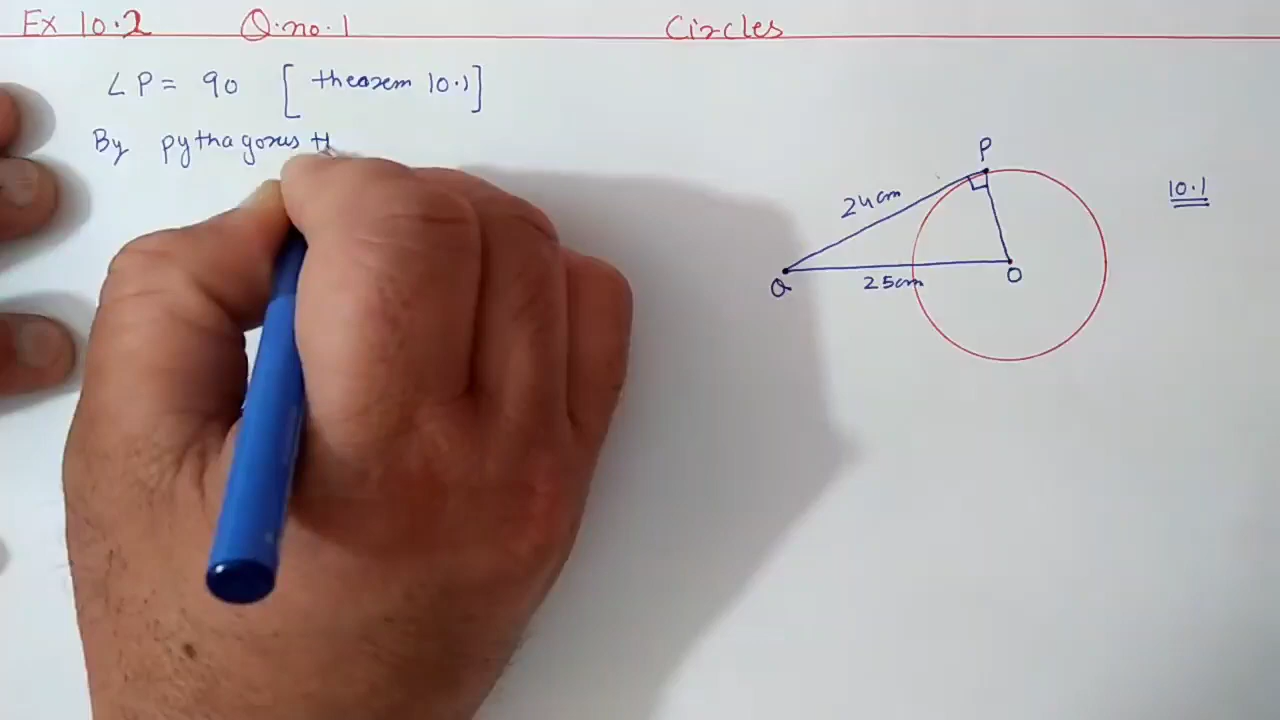 Ex 10.2 Q.no.1 Circles
∠P = 90 [theorem 10.1]
By pythagorus t
P
24cm
10.1
Q
25cm
O